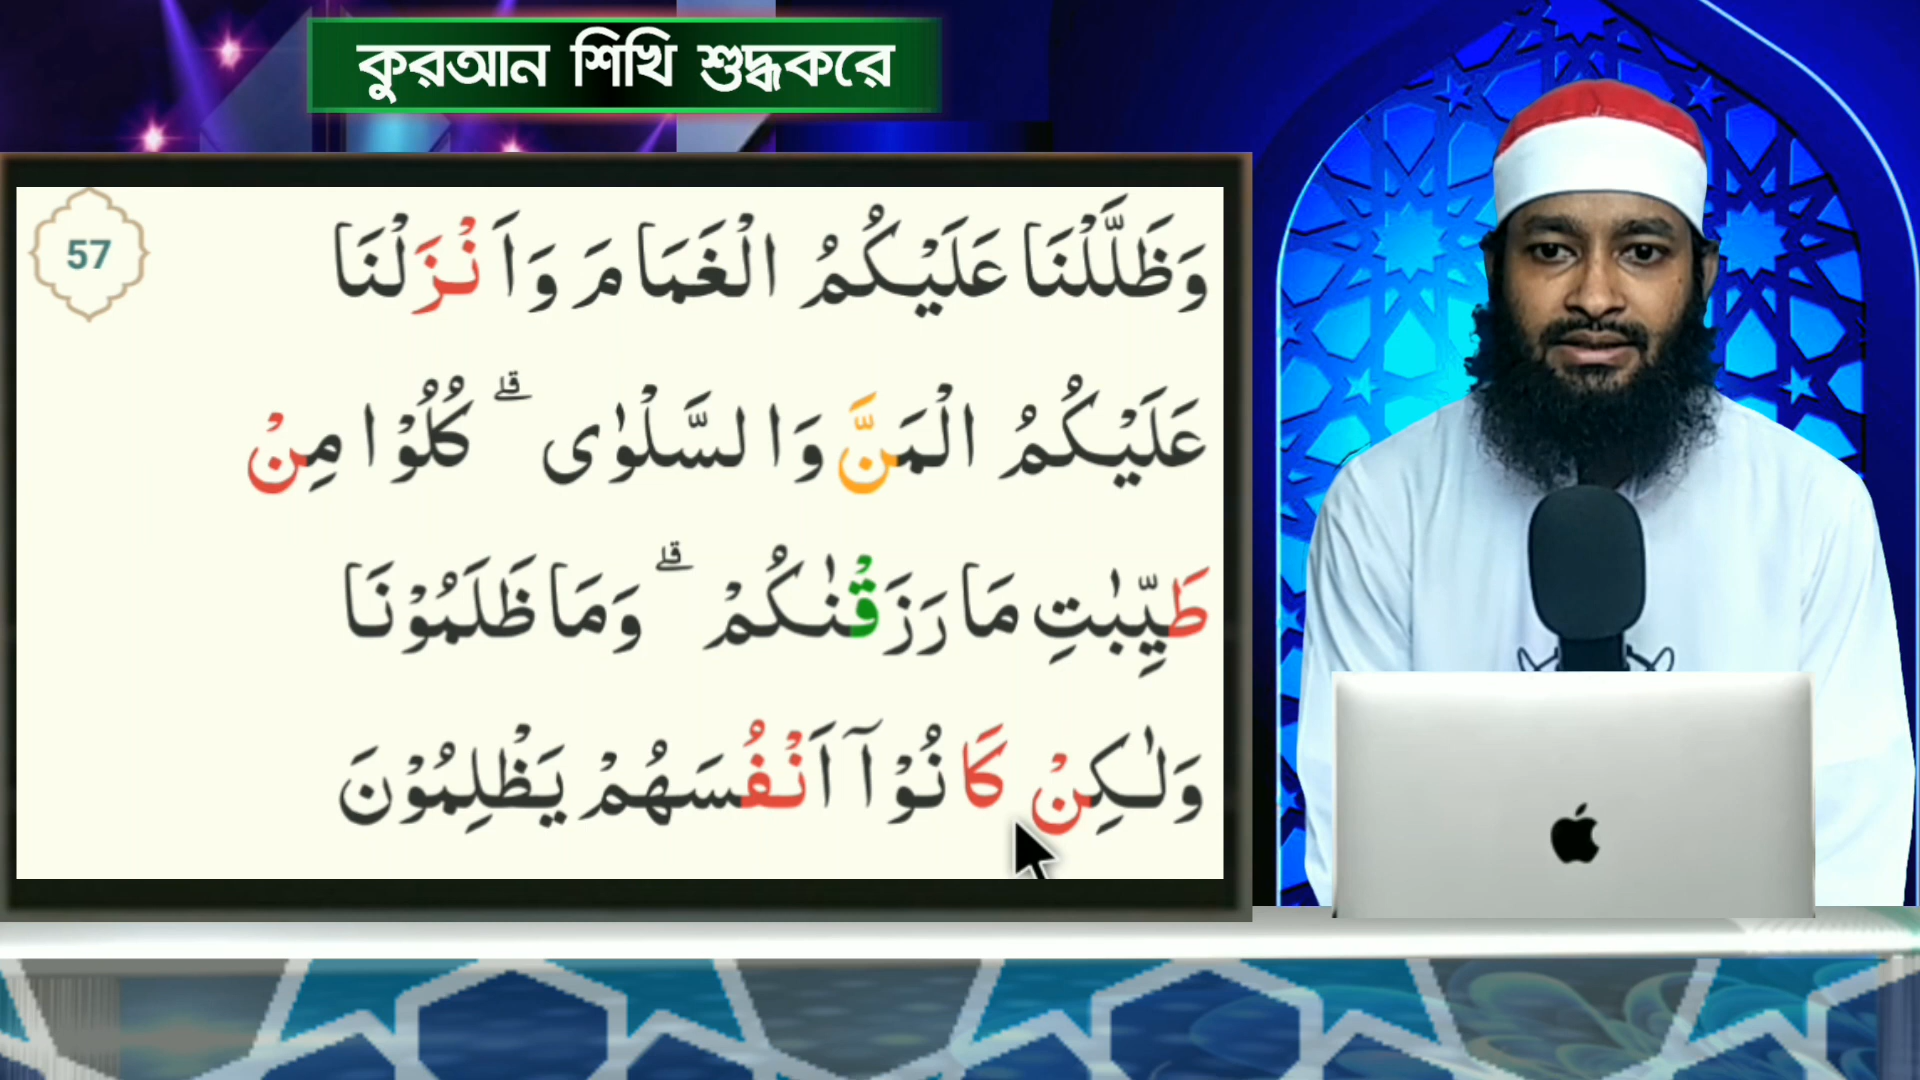 কুরআন শিখি শুদ্ধকরে
57
وَظَلَّلْنَا عَلَيْكُمُ الْغَمَامَ وَاَنْزَلْنَا
عَلَيْكُمُ الْمَنَّ وَالسَّلْوٰى ۗ كُلُوْا مِنْ
طَيِّبٰتِ مَا رَزَقْنٰكُمْ ۗ وَمَا ظَلَمُوْنَا
وَلٰكِنْ كَانُوْآ اَنْفُسَهُمْ يَظْلِمُوْنَ